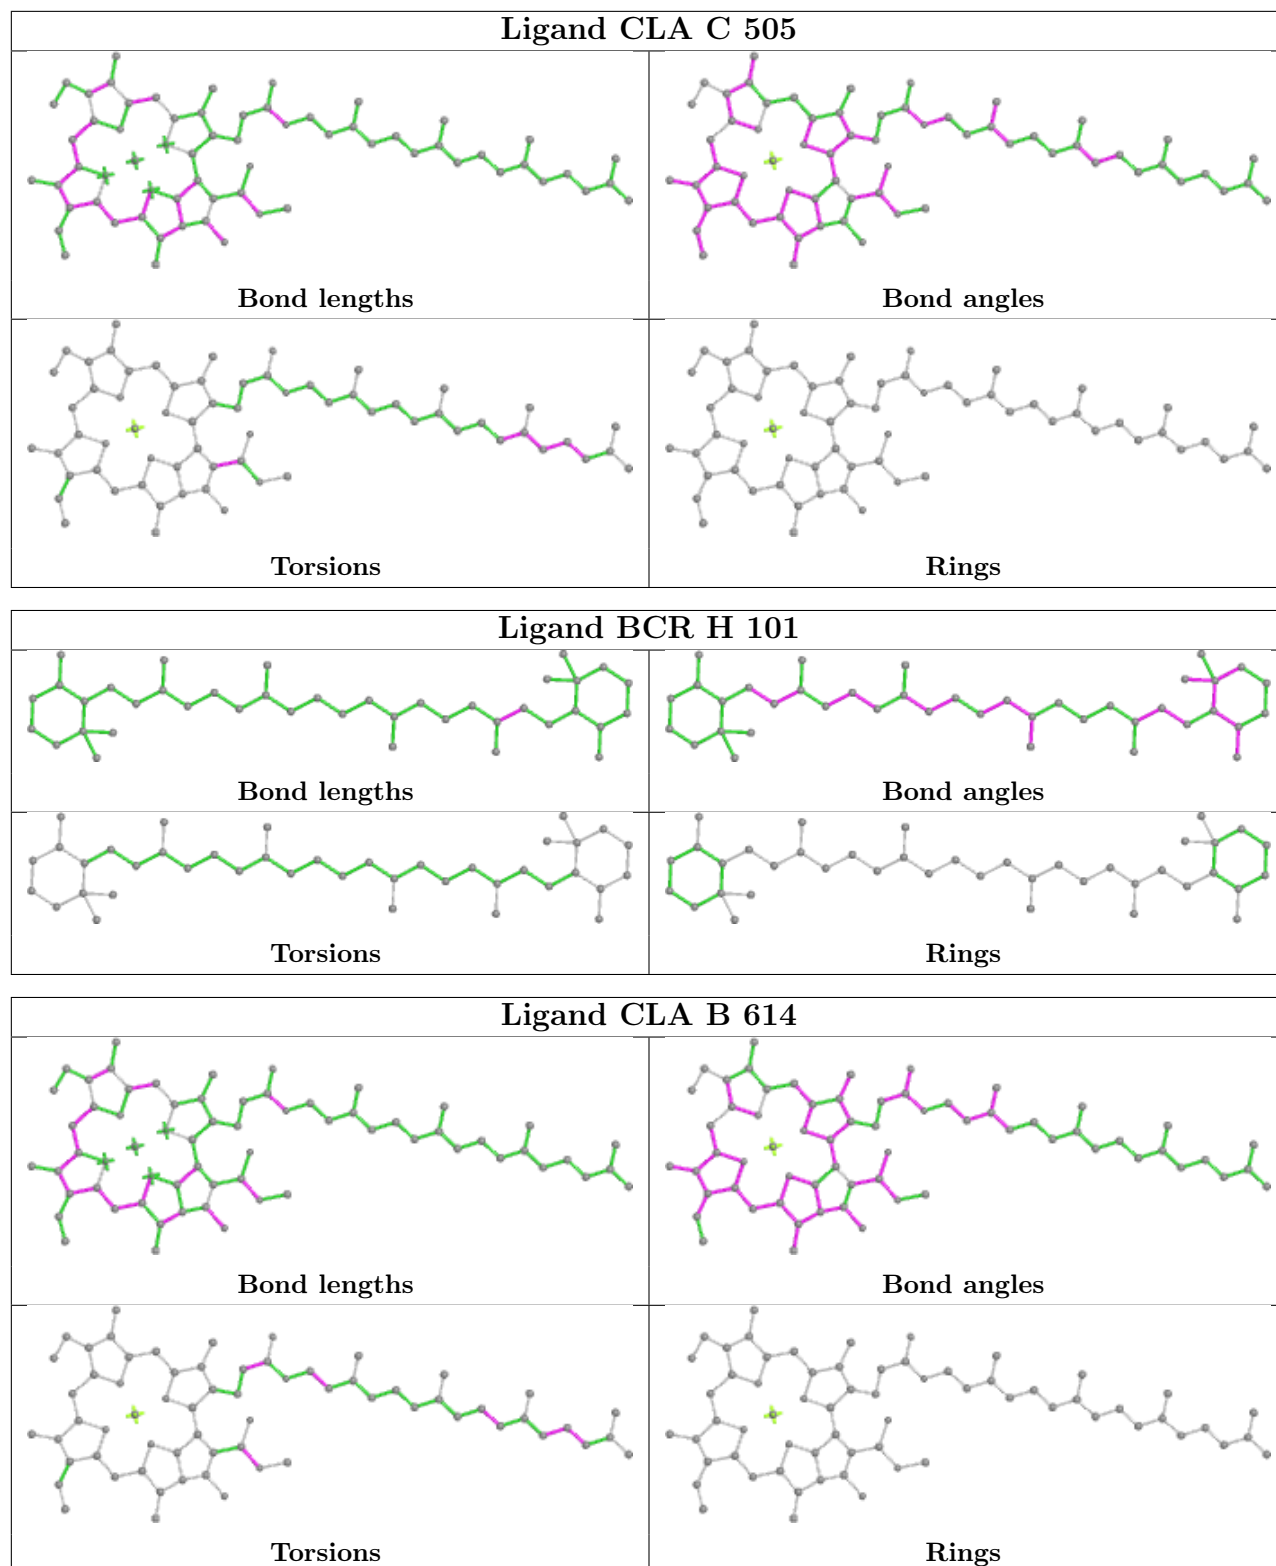 Ligand CLA C 505
Bond lengths
Bond angles
Torsions
Rings
Ligand BCR H 101
Bond lengths
Bond angles
Torsions
Rings
Ligand CLA B 614
Bond lengths
Bond angles
Torsions
Rings